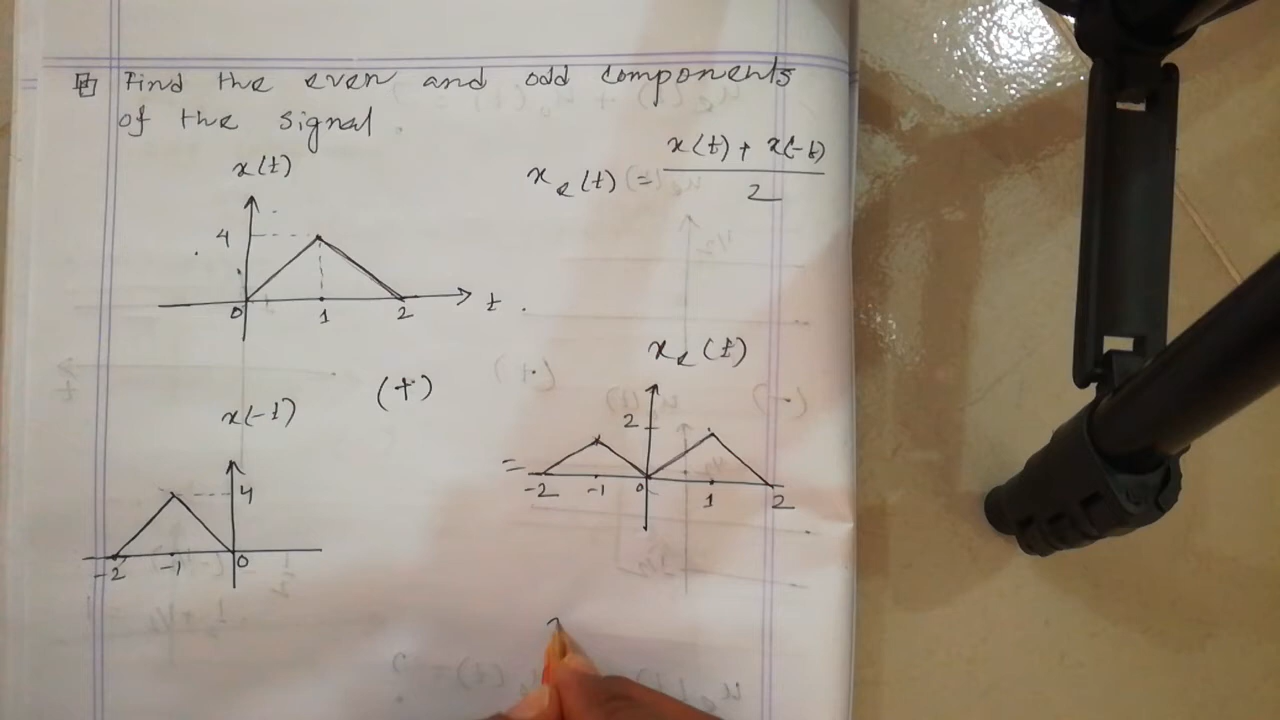 Find the even and odd components
of the signal.
x(t)
xe(t) = x(t) + x(-t)
2
4
0 1 2 t
xe(t)
(+)
x(-t)
2
=
-2 -1 0 1 2
4
-2 -1 0